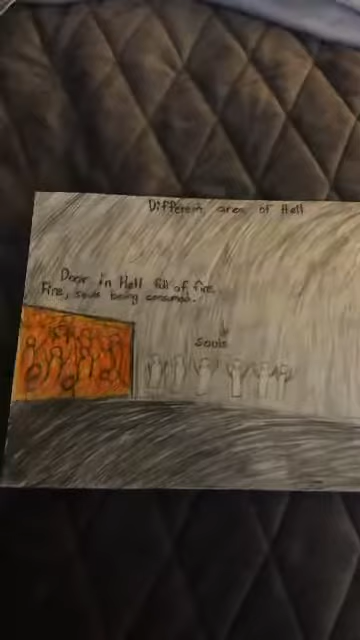 Different area of Hell
Door in Hell full of fire
Fire, souls being consumed.
souls